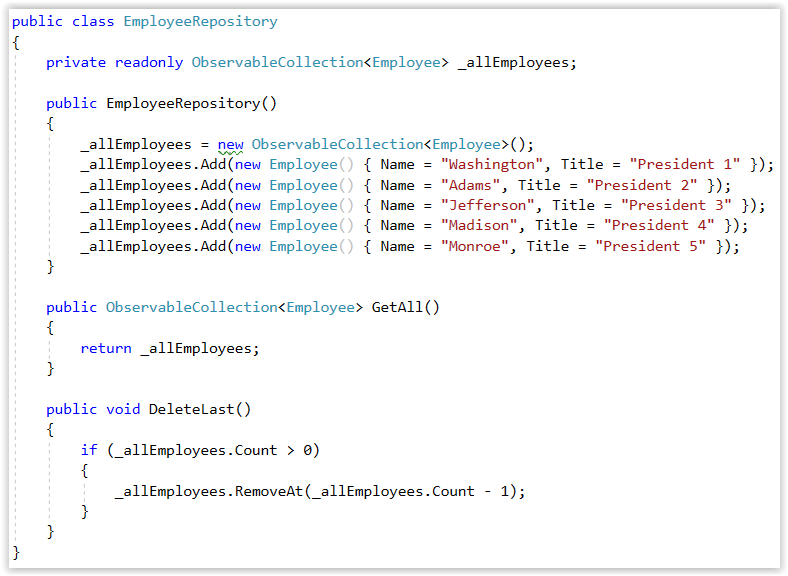 public class EmployeeRepository
{
    private readonly ObservableCollection<Employee> _allEmployees;

    public EmployeeRepository()
    {
        _allEmployees = new ObservableCollection<Employee>();
        _allEmployees.Add(new Employee() { Name = "Washington", Title = "President 1" });
        _allEmployees.Add(new Employee() { Name = "Adams", Title = "President 2" });
        _allEmployees.Add(new Employee() { Name = "Jefferson", Title = "President 3" });
        _allEmployees.Add(new Employee() { Name = "Madison", Title = "President 4" });
        _allEmployees.Add(new Employee() { Name = "Monroe", Title = "President 5" });
    }

    public ObservableCollection<Employee> GetAll()
    {
        return _allEmployees;
    }

    public void DeleteLast()
    {
        if (_allEmployees.Count > 0)
        {
            _allEmployees.RemoveAt(_allEmployees.Count - 1);
        }
    }
}